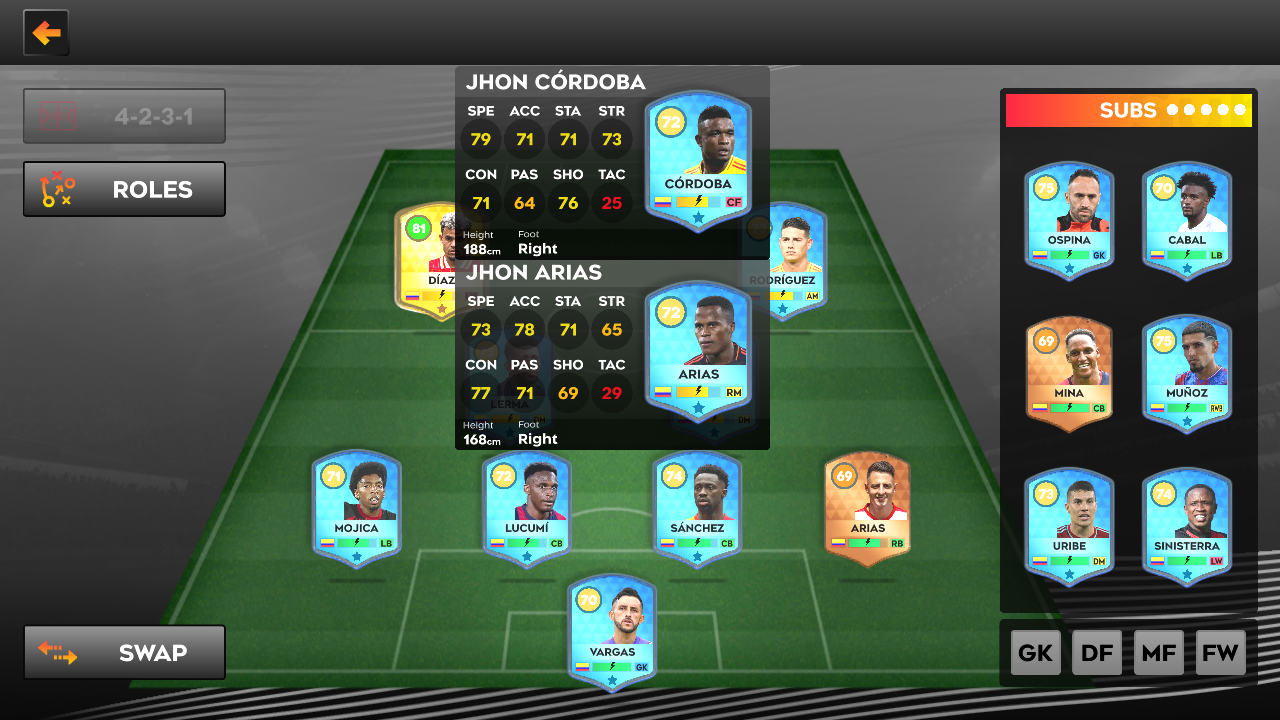 4-2-3-1
ROLES
SWAP
JHON CÓRDOBA
SPE ACC STA STR
79 71 71 73
CON PAS SHO TAC
71 64 76 25
Height Foot
188cm Right
72
CÓRDOBA
CF
JHON ARIAS
SPE ACC STA STR
73 78 71 65
CON PAS SHO TAC
77 71 69 29
Height Foot
168cm Right
72
ARIAS
RM
81
DÍAZ
RODRÍGUEZ
AM
LERMA
DM
DM
71
MOJICA
LB
72
LUCUMÍ
CB
74
SÁNCHEZ
CB
69
ARIAS
RB
70
VARGAS
GK
SUBS
75
OSPINA
GK
70
CABAL
LB
69
MINA
CB
75
MUÑOZ
RWB
73
URIBE
DM
74
SINISTERRA
LW
GK DF MF FW